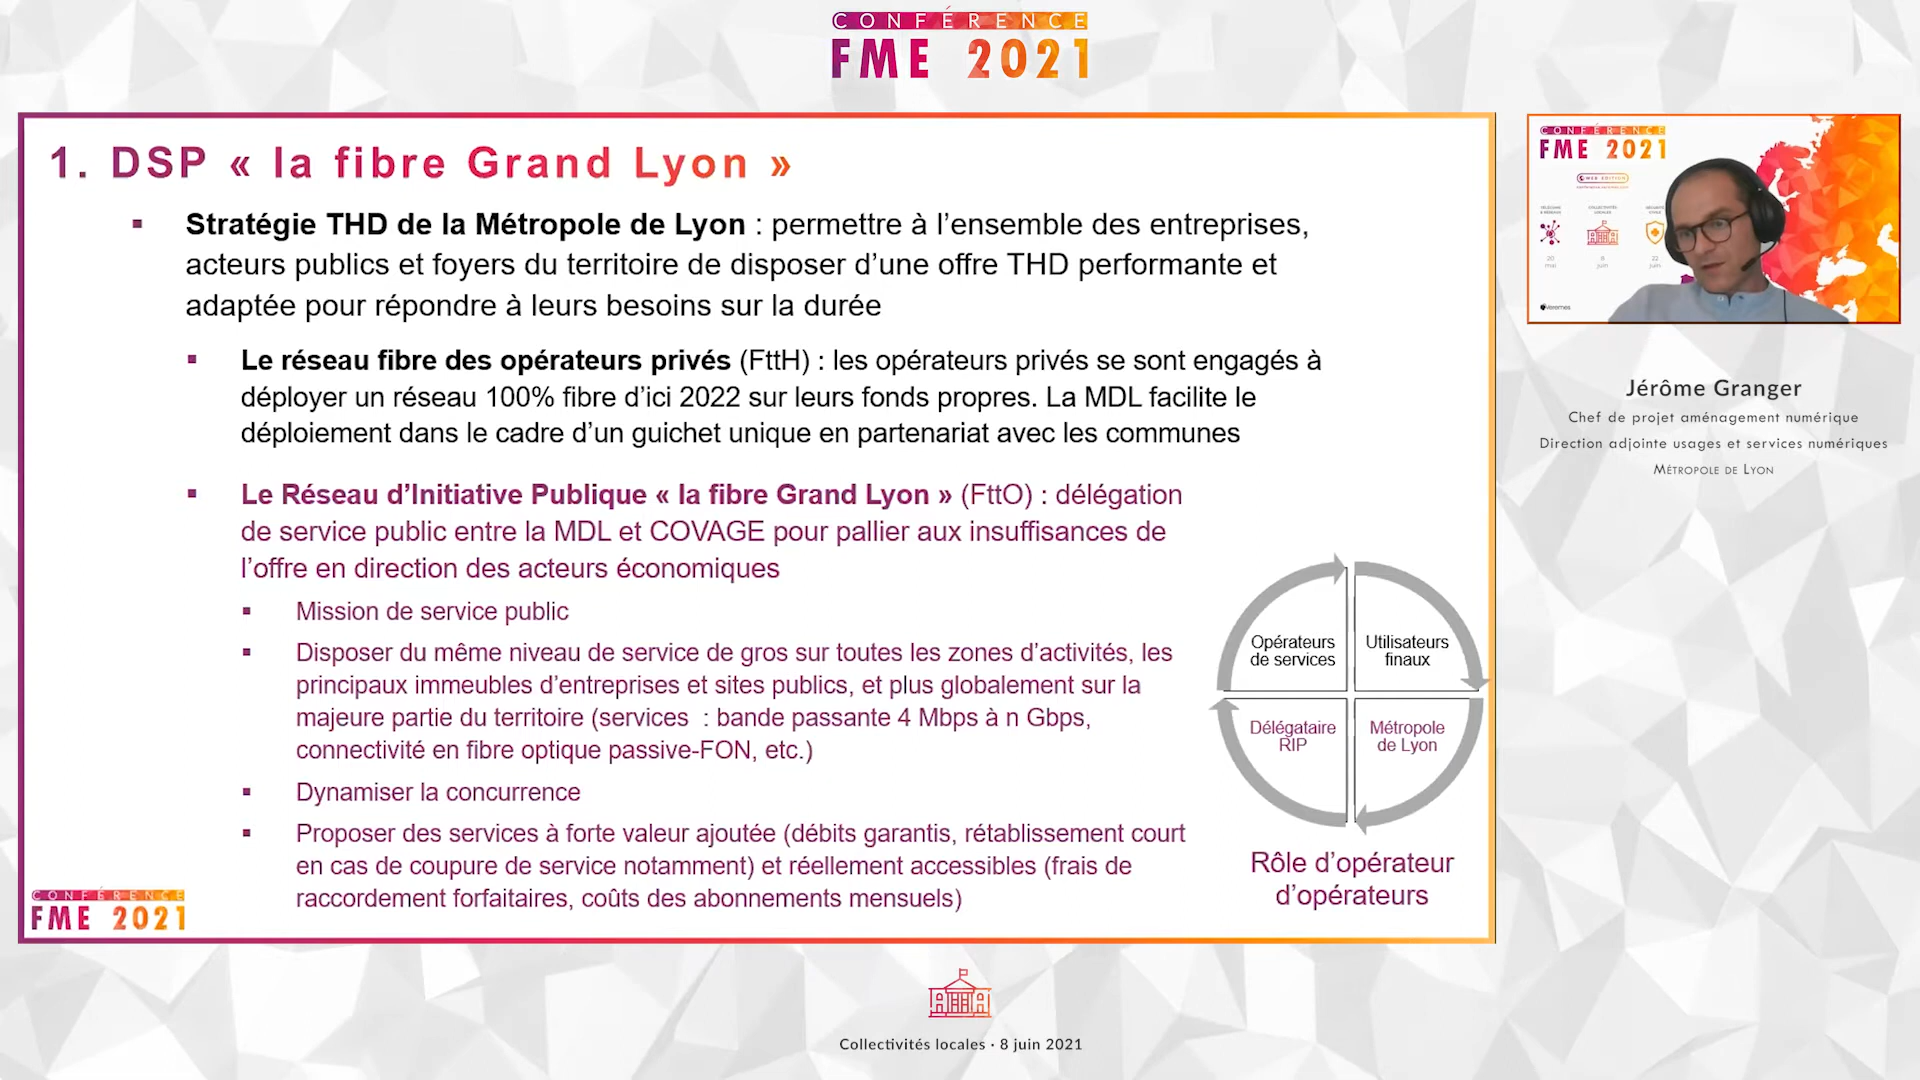 CONFÉRENCE
FME 2021
1. DSP « la fibre Grand Lyon »
▪ Stratégie THD de la Métropole de Lyon : permettre à l’ensemble des entreprises,
acteurs publics et foyers du territoire de disposer d’une offre THD performante et
adaptée pour répondre à leurs besoins sur la durée
▪ Le réseau fibre des opérateurs privés (FttH) : les opérateurs privés se sont engagés à
déployer un réseau 100% fibre d’ici 2022 sur leurs fonds propres. La MDL facilite le
déploiement dans le cadre d’un guichet unique en partenariat avec les communes
▪ Le Réseau d’Initiative Publique « la fibre Grand Lyon » (FttO) : délégation
de service public entre la MDL et COVAGE pour pallier aux insuffisances de
l’offre en direction des acteurs économiques
▪ Mission de service public
▪ Disposer du même niveau de service de gros sur toutes les zones d’activités, les
principaux immeubles d’entreprises et sites publics, et plus globalement sur la
majeure partie du territoire (services : bande passante 4 Mbps à n Gbps,
connectivité en fibre optique passive-FON, etc.)
▪ Dynamiser la concurrence
▪ Proposer des services à forte valeur ajoutée (débits garantis, rétablissement court
en cas de coupure de service notamment) et réellement accessibles (frais de
raccordement forfaitaires, coûts des abonnements mensuels)
Opérateurs
de services
Utilisateurs
finaux
Délégataire
RIP
Métropole
de Lyon
Rôle d’opérateur
d’opérateurs
CONFÉRENCE
FME 2021
CONFÉRENCE
FME 2021
WEB EDITION
20
mai
8
juin
22
juin
veremes
Jérôme Granger
Chef de projet aménagement numérique
Direction adjointe usages et services numériques
MÉTROPOLE DE LYON
Collectivités locales · 8 juin 2021